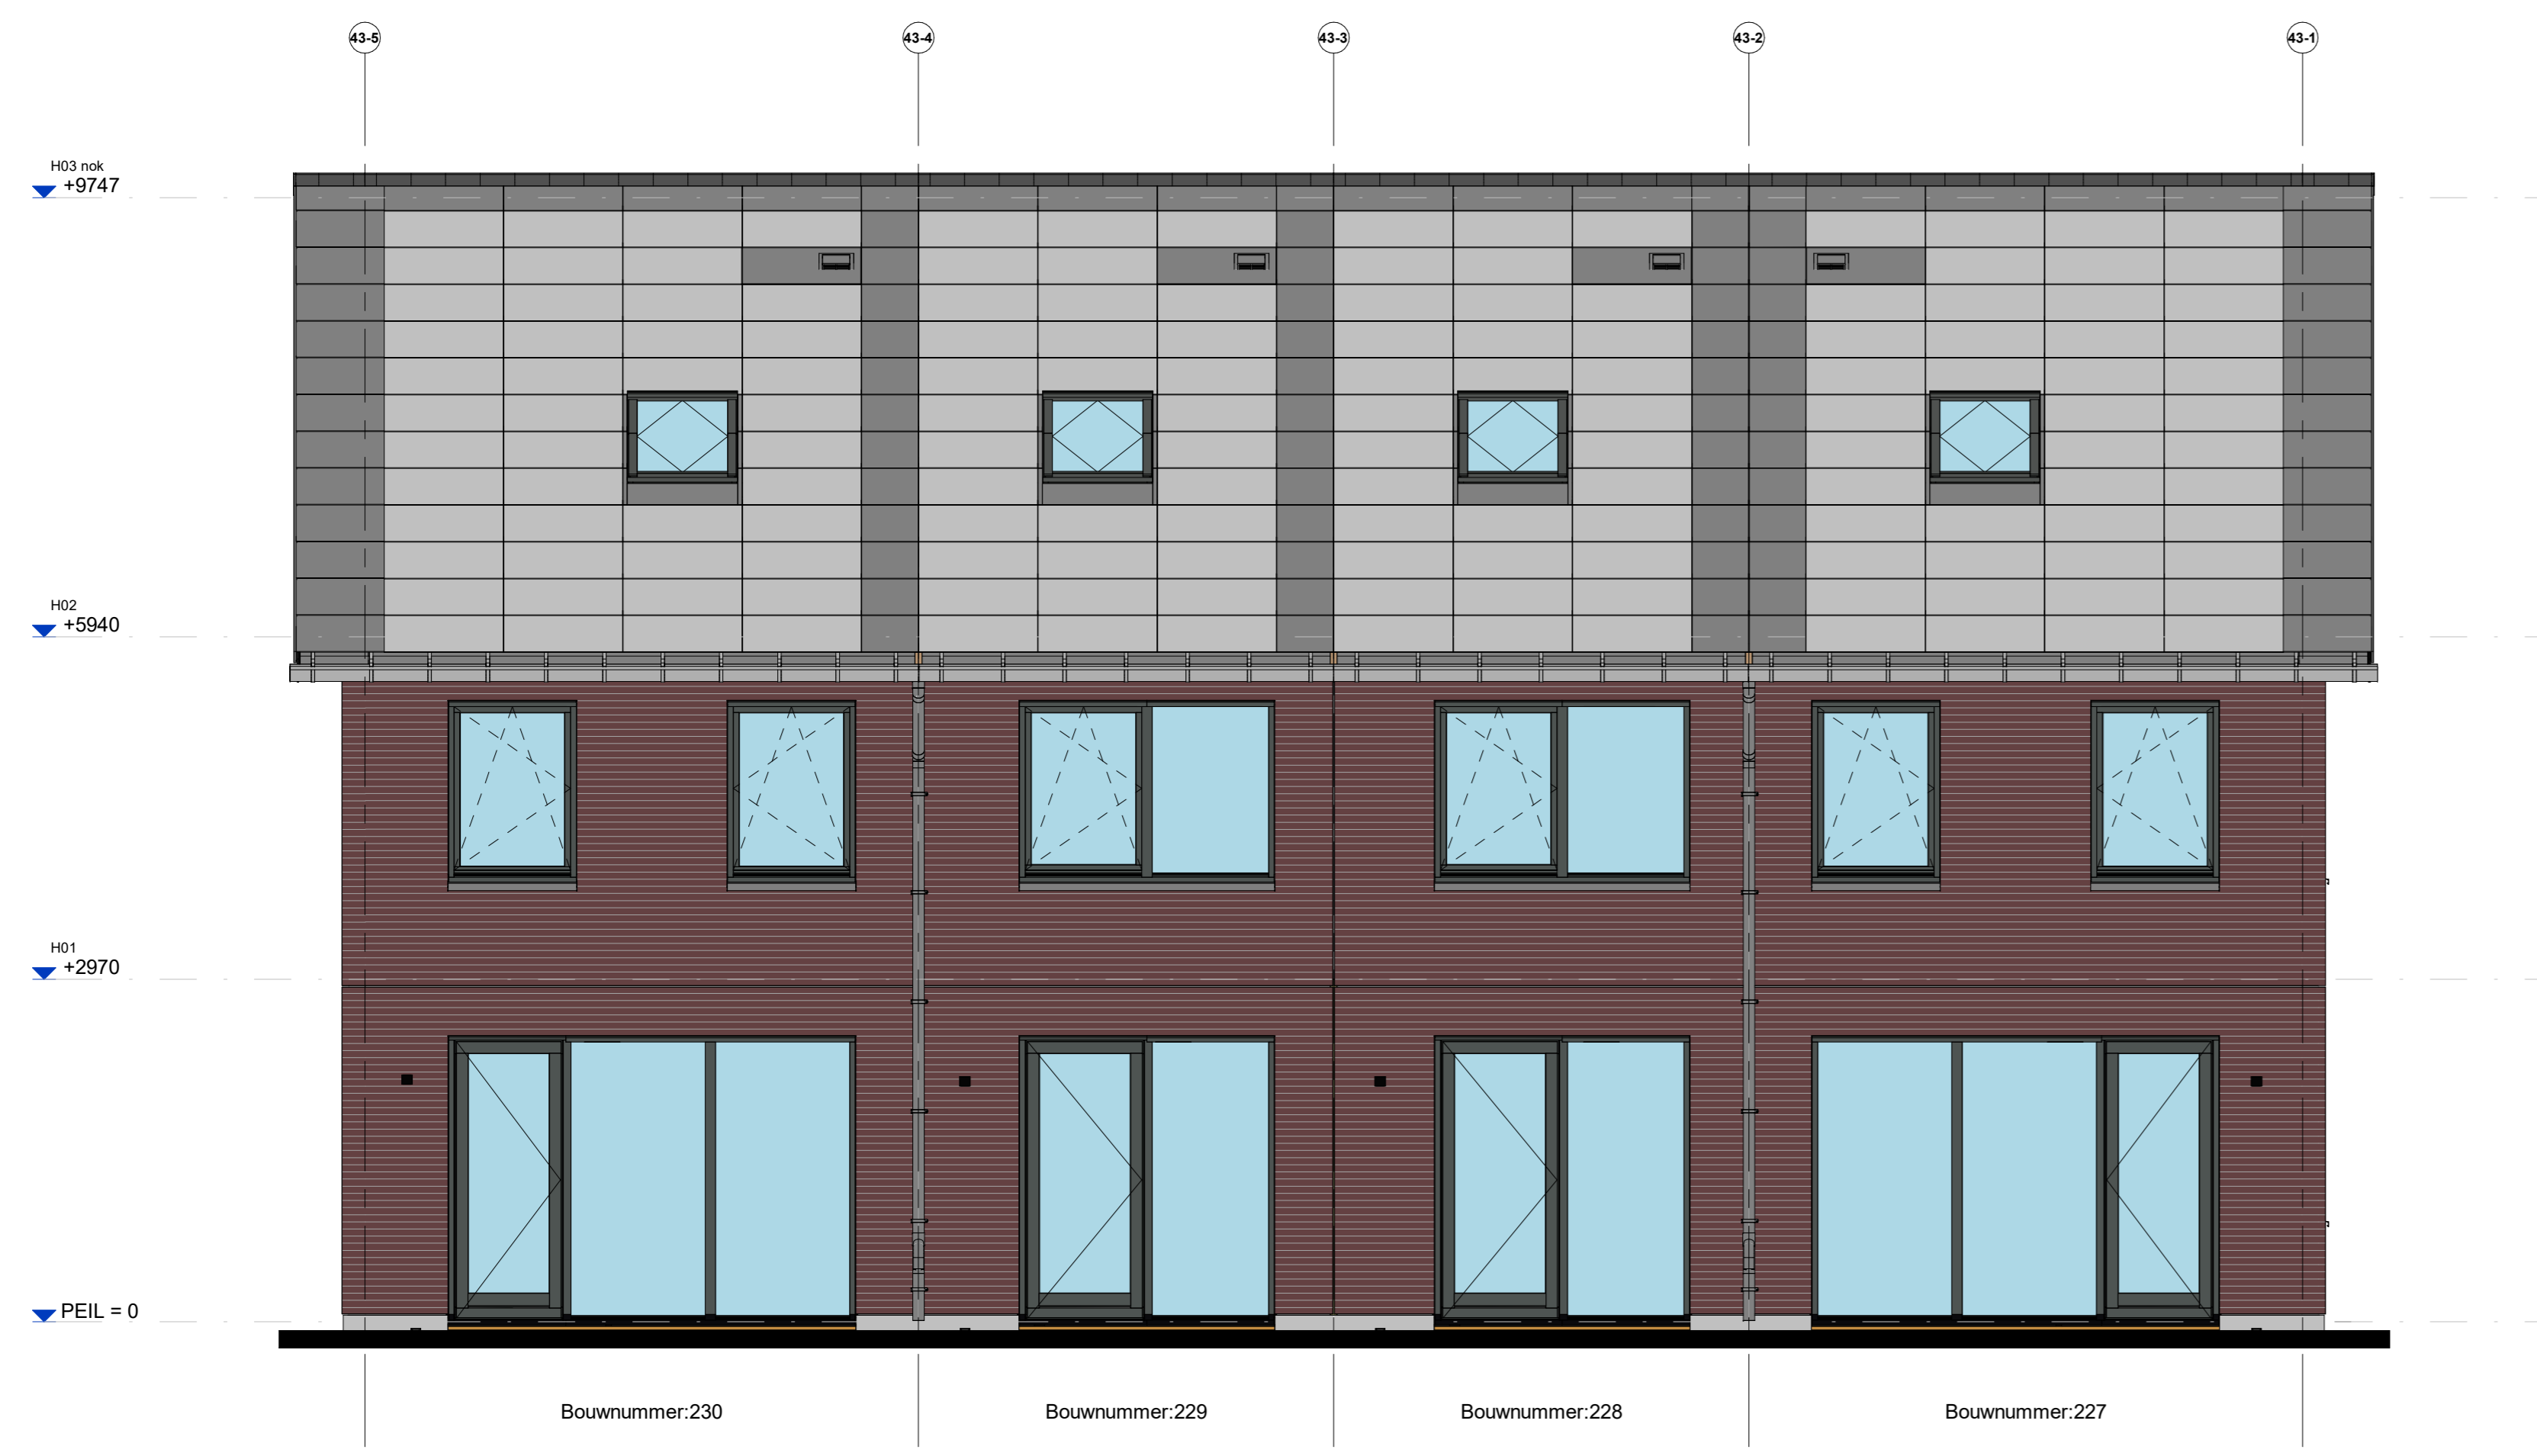 43-5 43-4 43-3 43-2 43-1
H03 nok
+9747
H02
+5940
H01
+2970
PEIL = 0
Bouwnummer:230 Bouwnummer:229 Bouwnummer:228 Bouwnummer:227